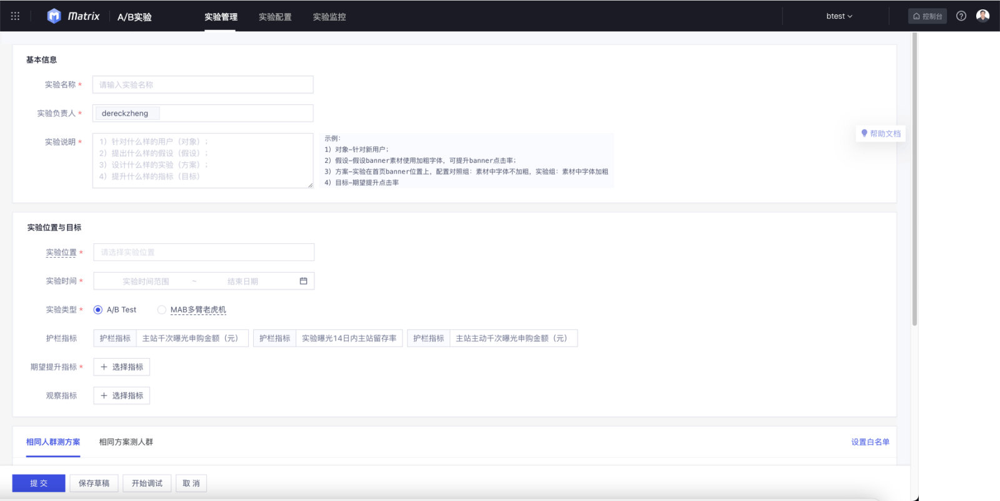 Matrix
A/B实验
实验管理
实验配置
实验监控
btest
控制台
基本信息
实验名称 *
请输入实验名称
实验负责人 *
dereckzheng
实验说明 *
1）针对什么样的用户（对象）；
2）提出什么样的假设（假设）；
3）设计什么样的实验（方案）；
4）提升什么样的指标（目标）
示例：
1）对象-针对新用户；
2）假设-假设banner素材使用加粗字体，可提升banner点击率；
3）方案-实验在首页banner位置上，配置对照组：素材中字体不加粗，实验组：素材中字体加粗
4）目标-期望提升点击率
帮助文档
实验位置与目标
实验位置 *
请选择实验位置
实验时间 *
实验时间范围 ~ 结束日期
实验类型 *
A/B Test
MAB多臂老虎机
护栏指标
护栏指标 主站千次曝光申购金额（元）
护栏指标 实验曝光14日内主站留存率
护栏指标 主站主动千次曝光申购金额（元）
期望提升指标 *
+ 选择指标
观察指标
+ 选择指标
相同人群测方案
相同方案测人群
设置白名单
提 交
保存草稿
开始调试
取 消